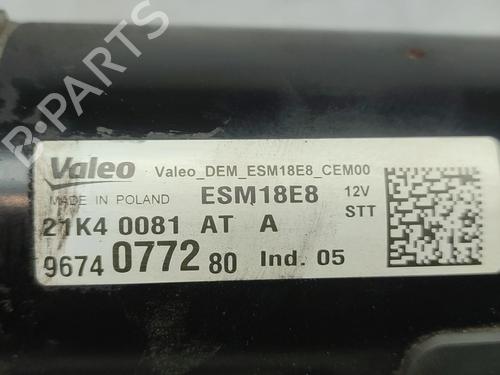 B-PARTS
Valeo Valeo_DEM_ESM18E8_CEM00
MADE IN POLAND ESM18E8 12V
STT
21K4 0081 AT A
9674 0772 80 Ind. 05